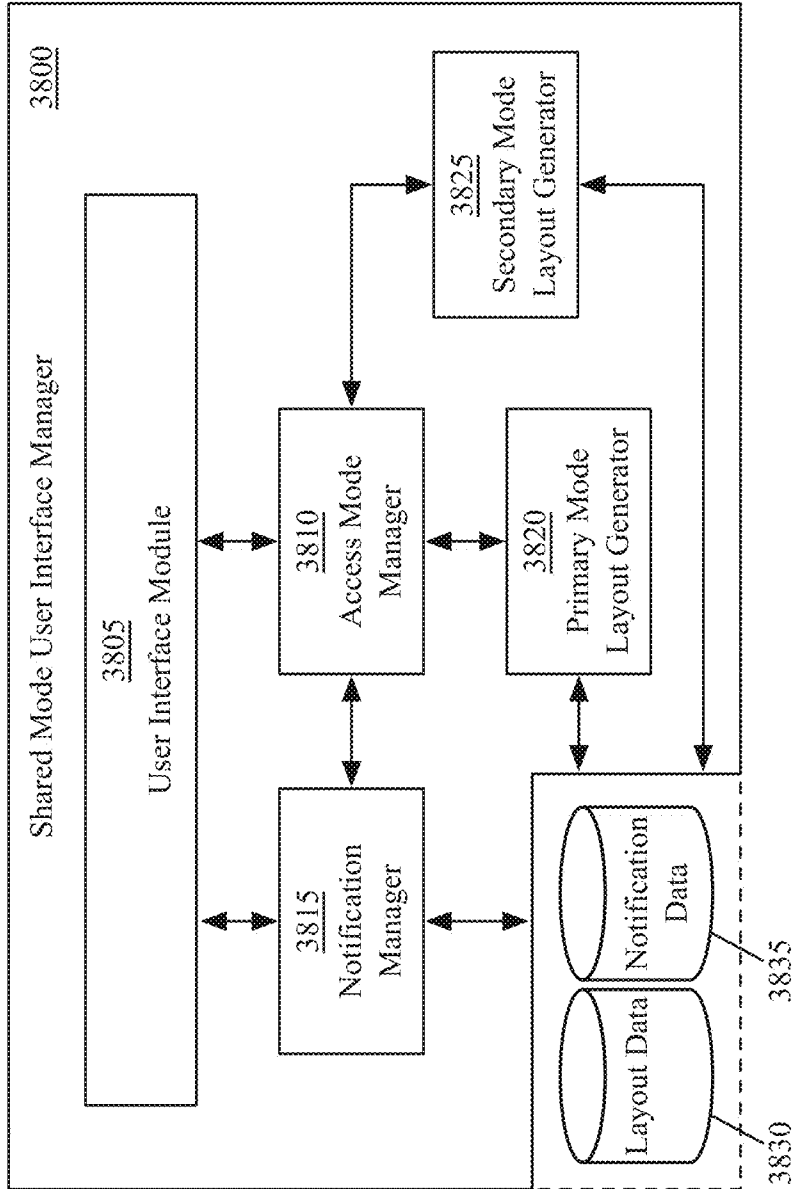 Shared Mode User Interface Manager
3800
3805
User Interface Module
3815
Notification
Manager
3810
Access Mode
Manager
3820
Primary Mode
Layout Generator
3825
Secondary Mode
Layout Generator
Layout Data
Notification
Data
3830
3835